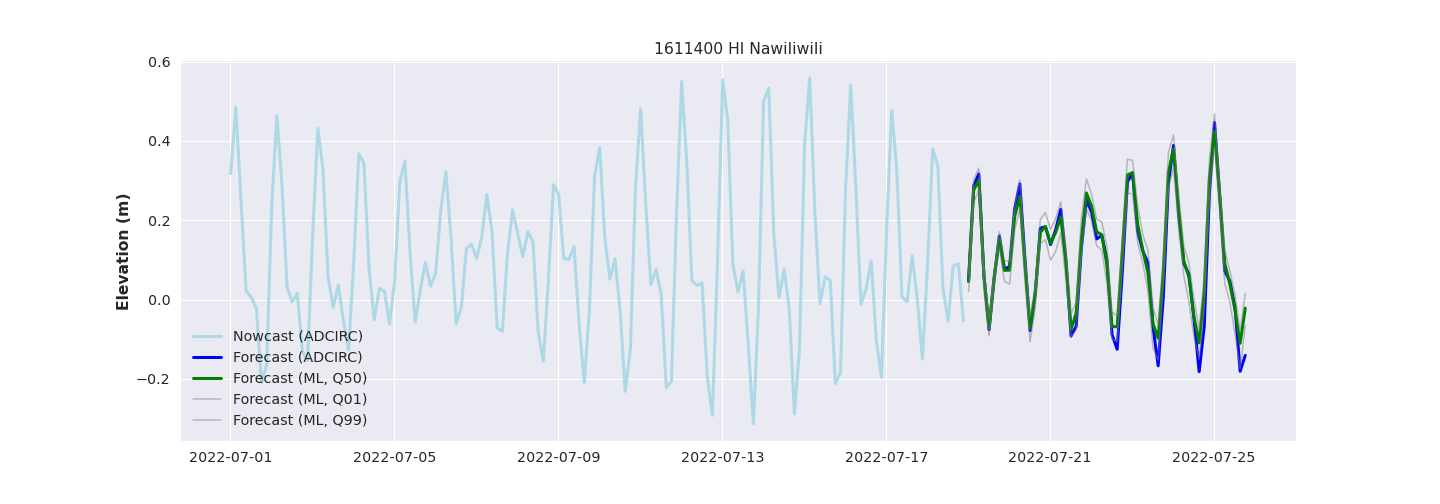 1611400 HI Nawiliwili
Elevation (m)
0.6
0.4
0.2
0.0
−0.2
Nowcast (ADCIRC)
Forecast (ADCIRC)
Forecast (ML, Q50)
Forecast (ML, Q01)
Forecast (ML, Q99)
2022-07-01 2022-07-05 2022-07-09 2022-07-13 2022-07-17 2022-07-21 2022-07-25